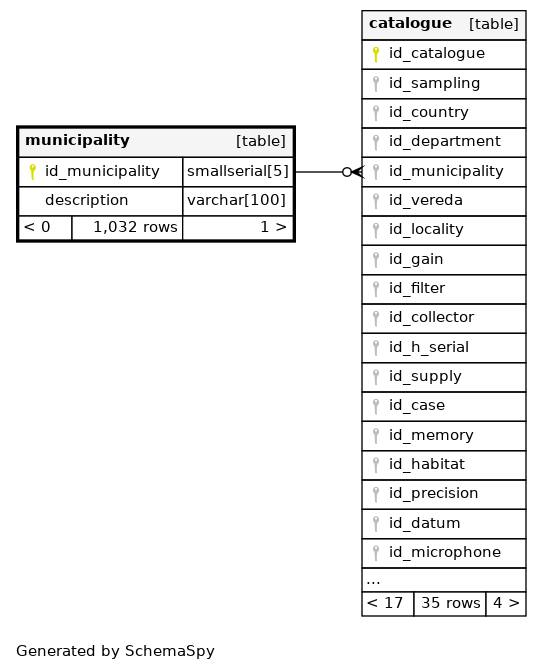 municipality [table]
id_municipality smallserial[5]
description varchar[100]
< 0 1,032 rows 1 >
catalogue [table]
id_catalogue
id_sampling
id_country
id_department
id_municipality
id_vereda
id_locality
id_gain
id_filter
id_collector
id_h_serial
id_supply
id_case
id_memory
id_habitat
id_precision
id_datum
id_microphone
...
< 17 35 rows 4 >
Generated by SchemaSpy